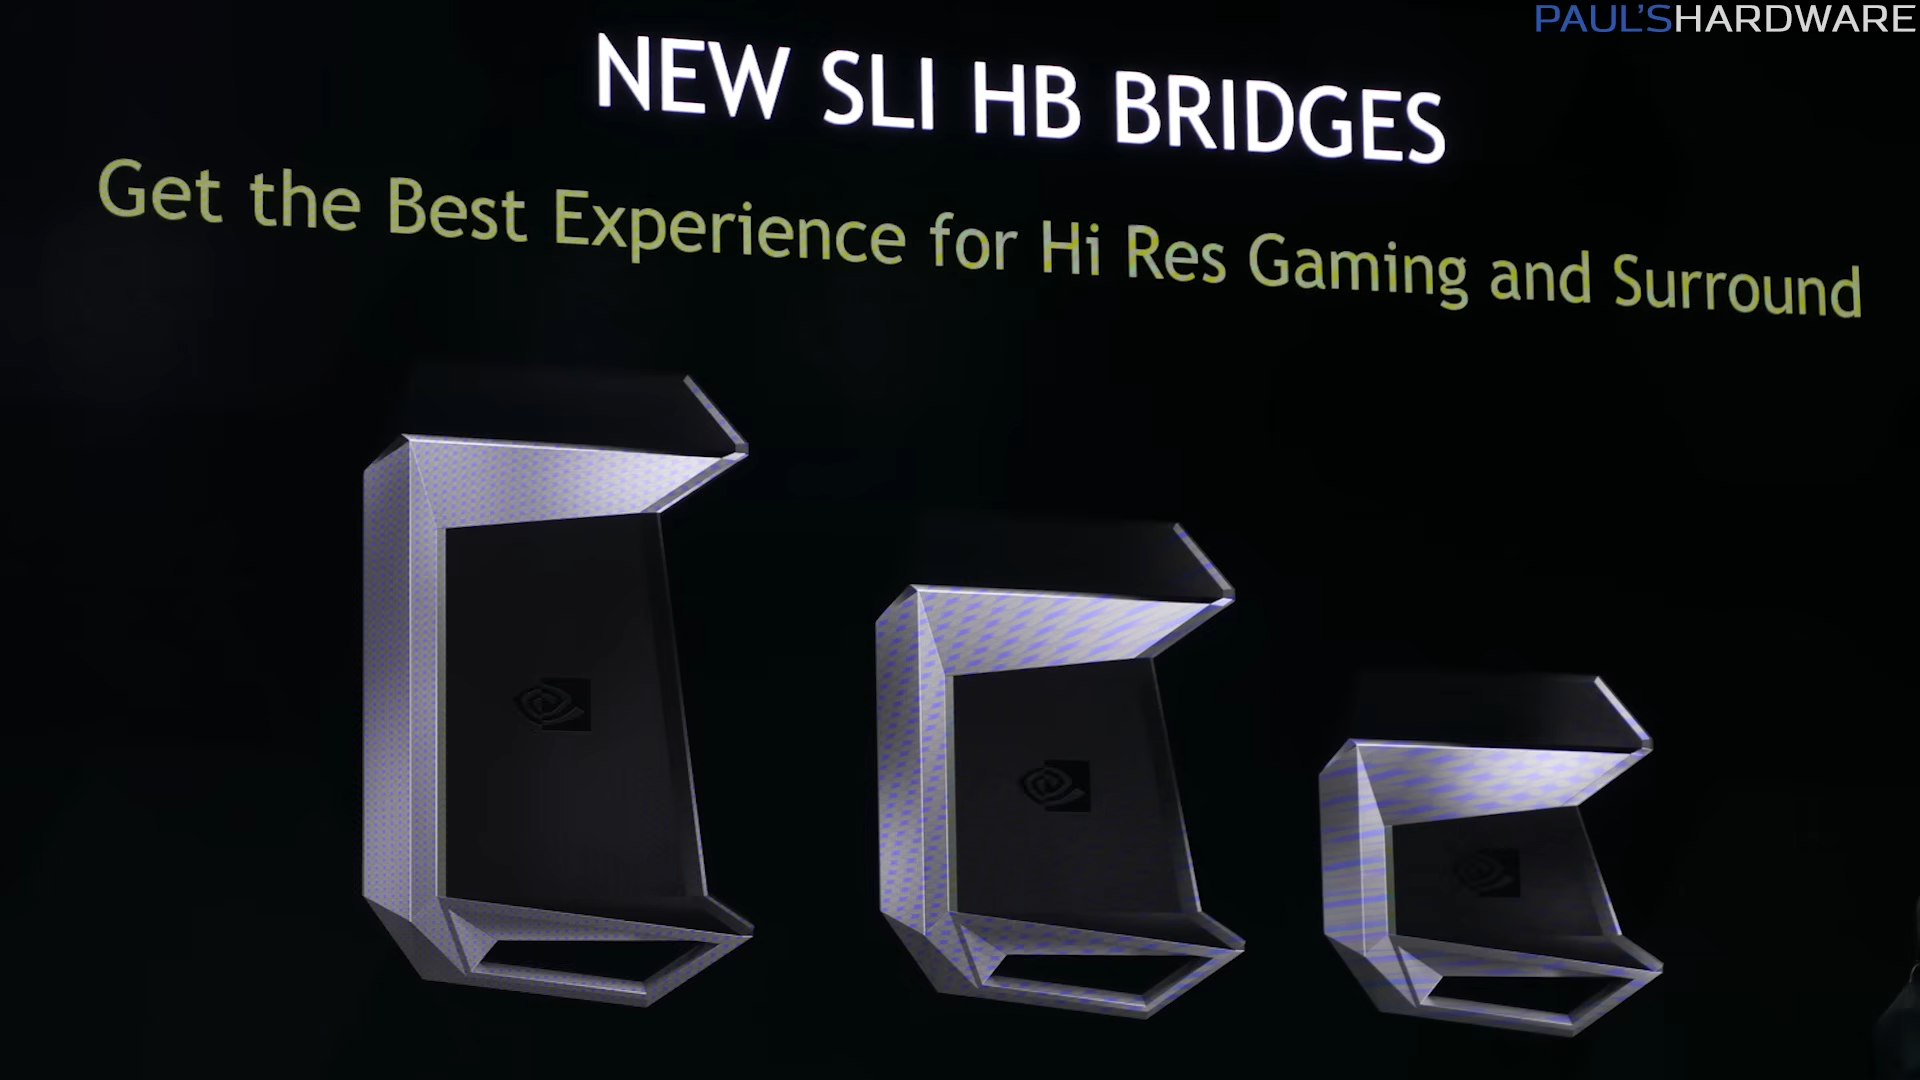 PAUL'SHARDWARE
NEW SLI HB BRIDGES
Get the Best Experience for Hi Res Gaming and Surround